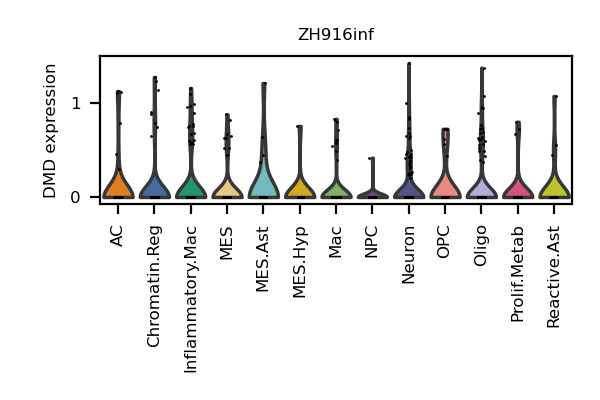 ZH916inf
DMD expression
1
0
AC
Chromatin.Reg
Inflammatory.Mac
MES
MES.Ast
MES.Hyp
Mac
NPC
Neuron
OPC
Oligo
Prolif.Metab
Reactive.Ast